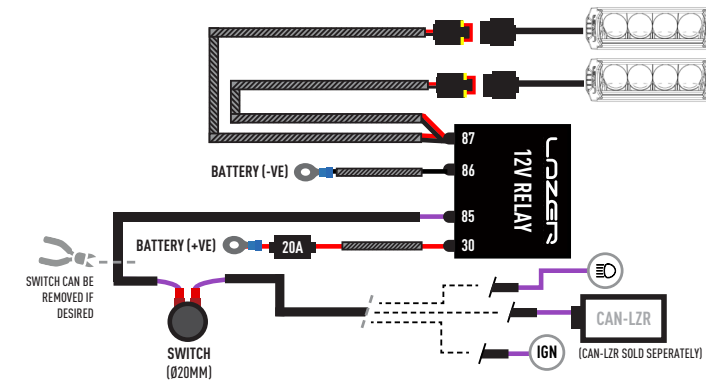 87
BATTERY (-VE)
86
LAZER
12V RELAY
85
BATTERY (+VE)
20A
30
SWITCH CAN BE
REMOVED IF
DESIRED
SWITCH
(Ø20MM)
CAN-LZR
IGN
(CAN-LZR SOLD SEPERATELY)